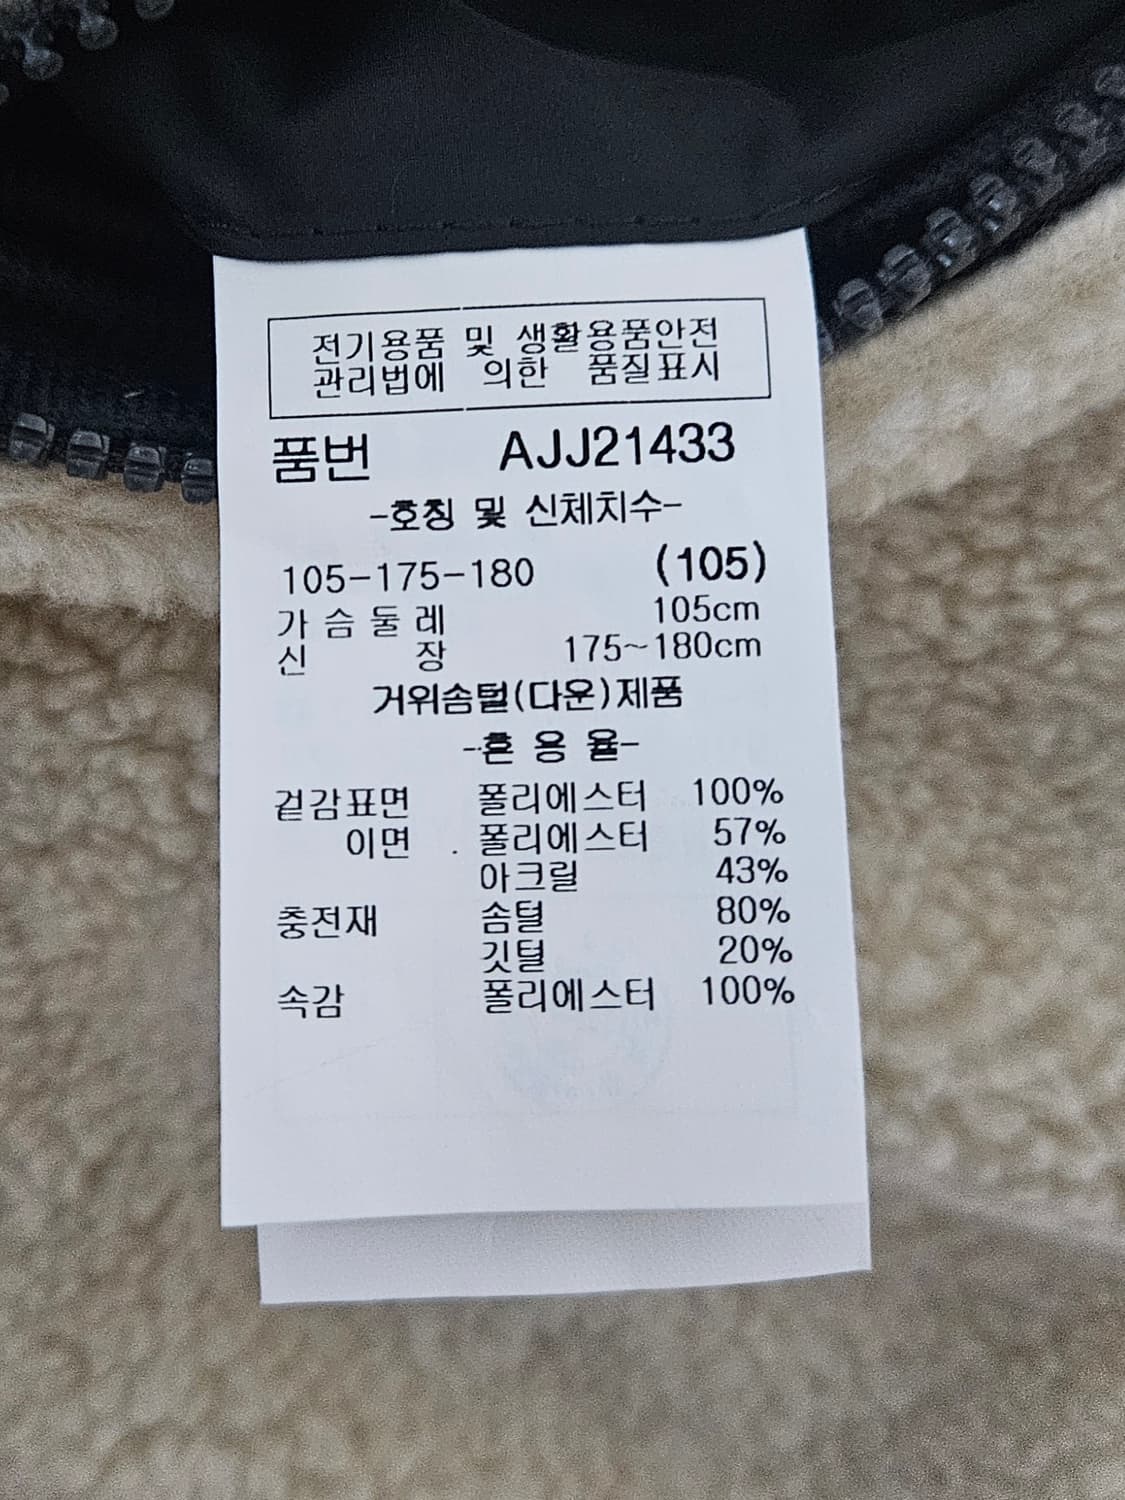 전기용품 및 생활용품안전
관리법에 의한 품질표시
품번 AJJ21433
-호칭 및 신체치수-
105-175-180 (105)
가슴둘레 105cm
신장 175~180cm
거위솜털(다운)제품
-혼용율-
겉감표면 폴리에스터 100%
이면 . 폴리에스터 57%
아크릴 43%
충전재 솜털 80%
깃털 20%
속감 폴리에스터 100%